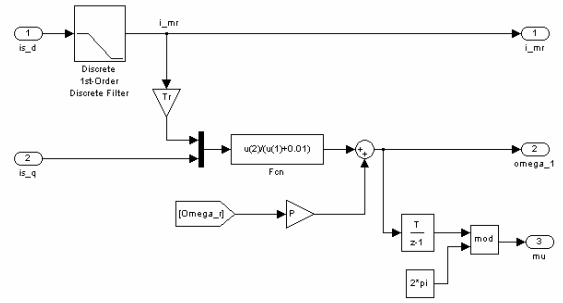 i_mr
1
is_d
1
i_mr
Discrete
1st-Order
Discrete Filter
Tr
2
is_q
u(2)/(u(1)+0.01)
Fcn
+
+
2
omega_1
[Omega_r]
P
T
z-1
mod
3
mu
2*pi